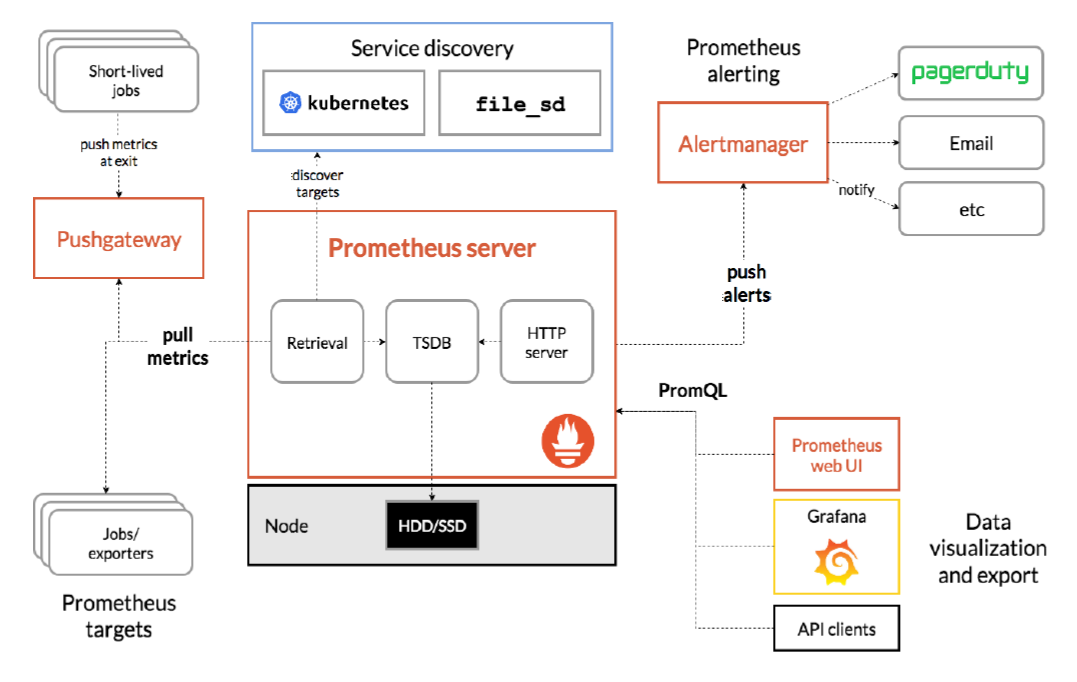 Short-lived
jobs
push metrics
at exit
Pushgateway
pull
metrics
Jobs/
exporters
Prometheus
targets
Service discovery
kubernetes
file_sd
discover
targets
Prometheus server
Retrieval
TSDB
HTTP
server
Node
HDD/SSD
Prometheus
alerting
Alertmanager
pagerduty
Email
notify
etc
push
alerts
PromQL
Prometheus
web UI
Grafana
API clients
Data
visualization
and export